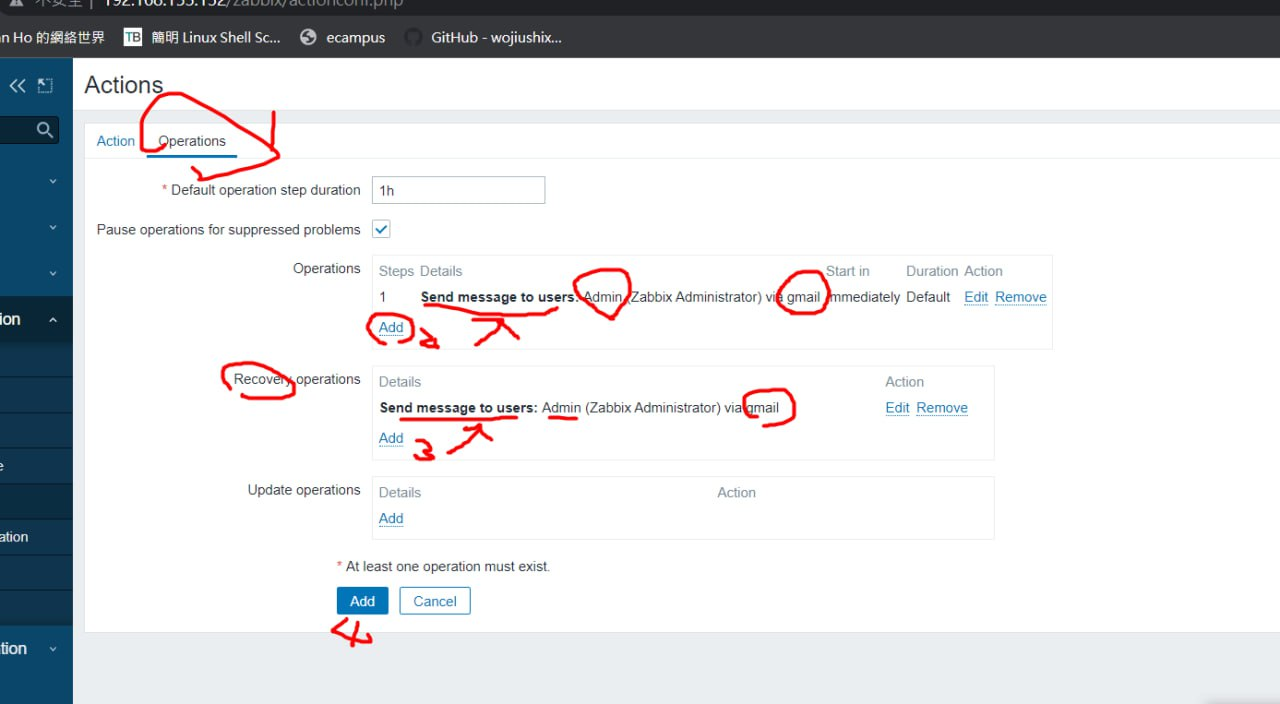 不安全 | 192.168.153.152/zabbix/actionconf.php
n Ho 的網絡世界 TB 簡明 Linux Shell Sc... ecampus GitHub - wojiushix...
Actions
Action Operations
1
* Default operation step duration 1h
Pause operations for suppressed problems
Operations Steps Details Start in Duration Action
1 Send message to users: Admin (Zabbix Administrator) via gmail Immediately Default Edit Remove
Add 2
Recovery operations Details Action
Send message to users: Admin (Zabbix Administrator) via gmail Edit Remove
Add 3
Update operations Details Action
Add
* At least one operation must exist.
Add Cancel
4
ion
e
ation
tion